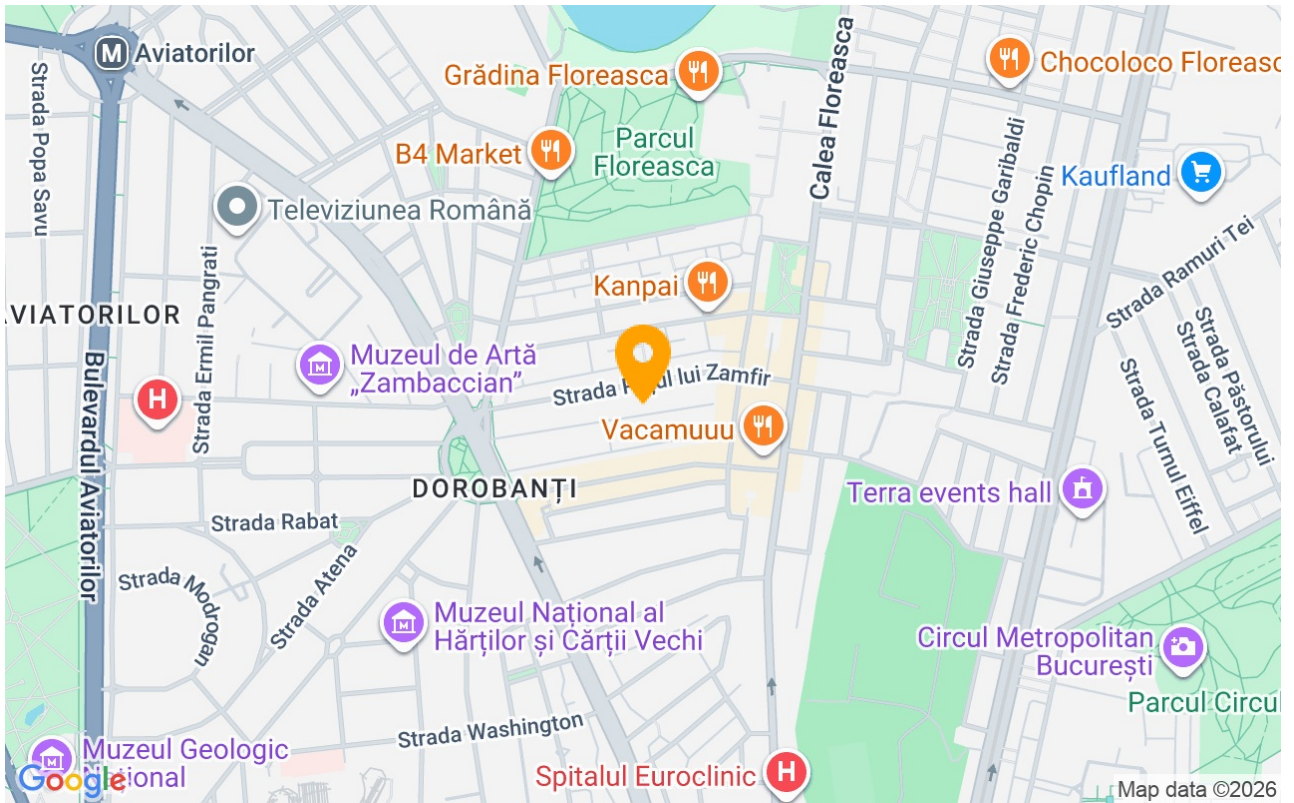 Aviatorilor
Strada Popa Savu
Grădina Floreasca
Chocoloco Floreasc
Calea Floreasca
B4 Market
Parcul
Floreasca
Strada Giuseppe Garibaldi
Strada Frederic Chopin
Kaufland
Televiziunea Română
Strada Ramuri Tei
Strada Ermil Pangrati
Kanpai
AVIATORILOR
Strada Păstorului
Strada Calafat
Muzeul de Artă
„Zambaccian”
Strada
lui Zamfir
Bulevardul Aviatorilor
Strada Turnul Eiffel
H
Vacamuuu
DOROBANȚI
Terra events hall
Strada Rabat
Strada Atena
Strada Modrogan
Muzeul Național al
Hărților și Cărții Vechi
Circul Metropolitan
București
Parcul Circul
Strada Washington
Muzeul Geologic
Național
Spitalul Euroclinic
H
Google
Map data ©2026
M